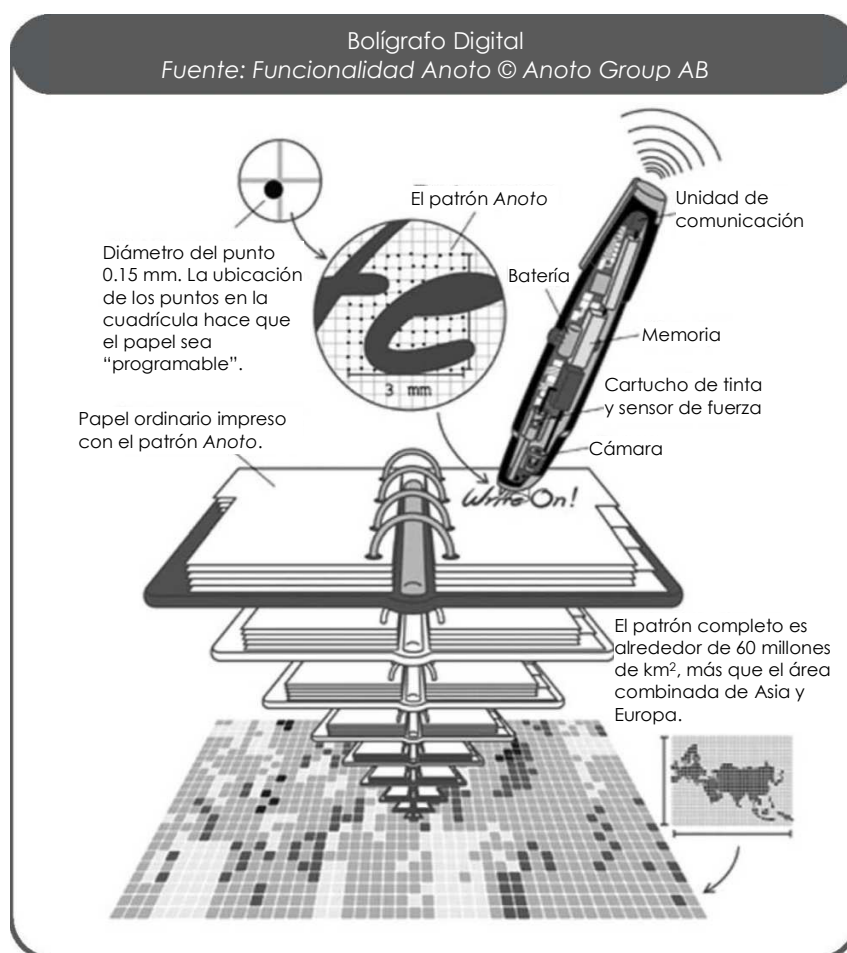 Bolígrafo Digital
Fuente: Funcionalidad Anoto © Anoto Group AB
El patrón Anoto
Unidad de
comunicación
Diámetro del punto
0.15 mm. La ubicación
de los puntos en la
cuadrícula hace que
el papel sea
“programable”.
Batería
Memoria
3 mm
Cartucho de tinta
y sensor de fuerza
Papel ordinario impreso
con el patrón Anoto.
Cámara
Write On!
El patrón completo es
alrededor de 60 millones
de km², más que el área
combinada de Asia y
Europa.